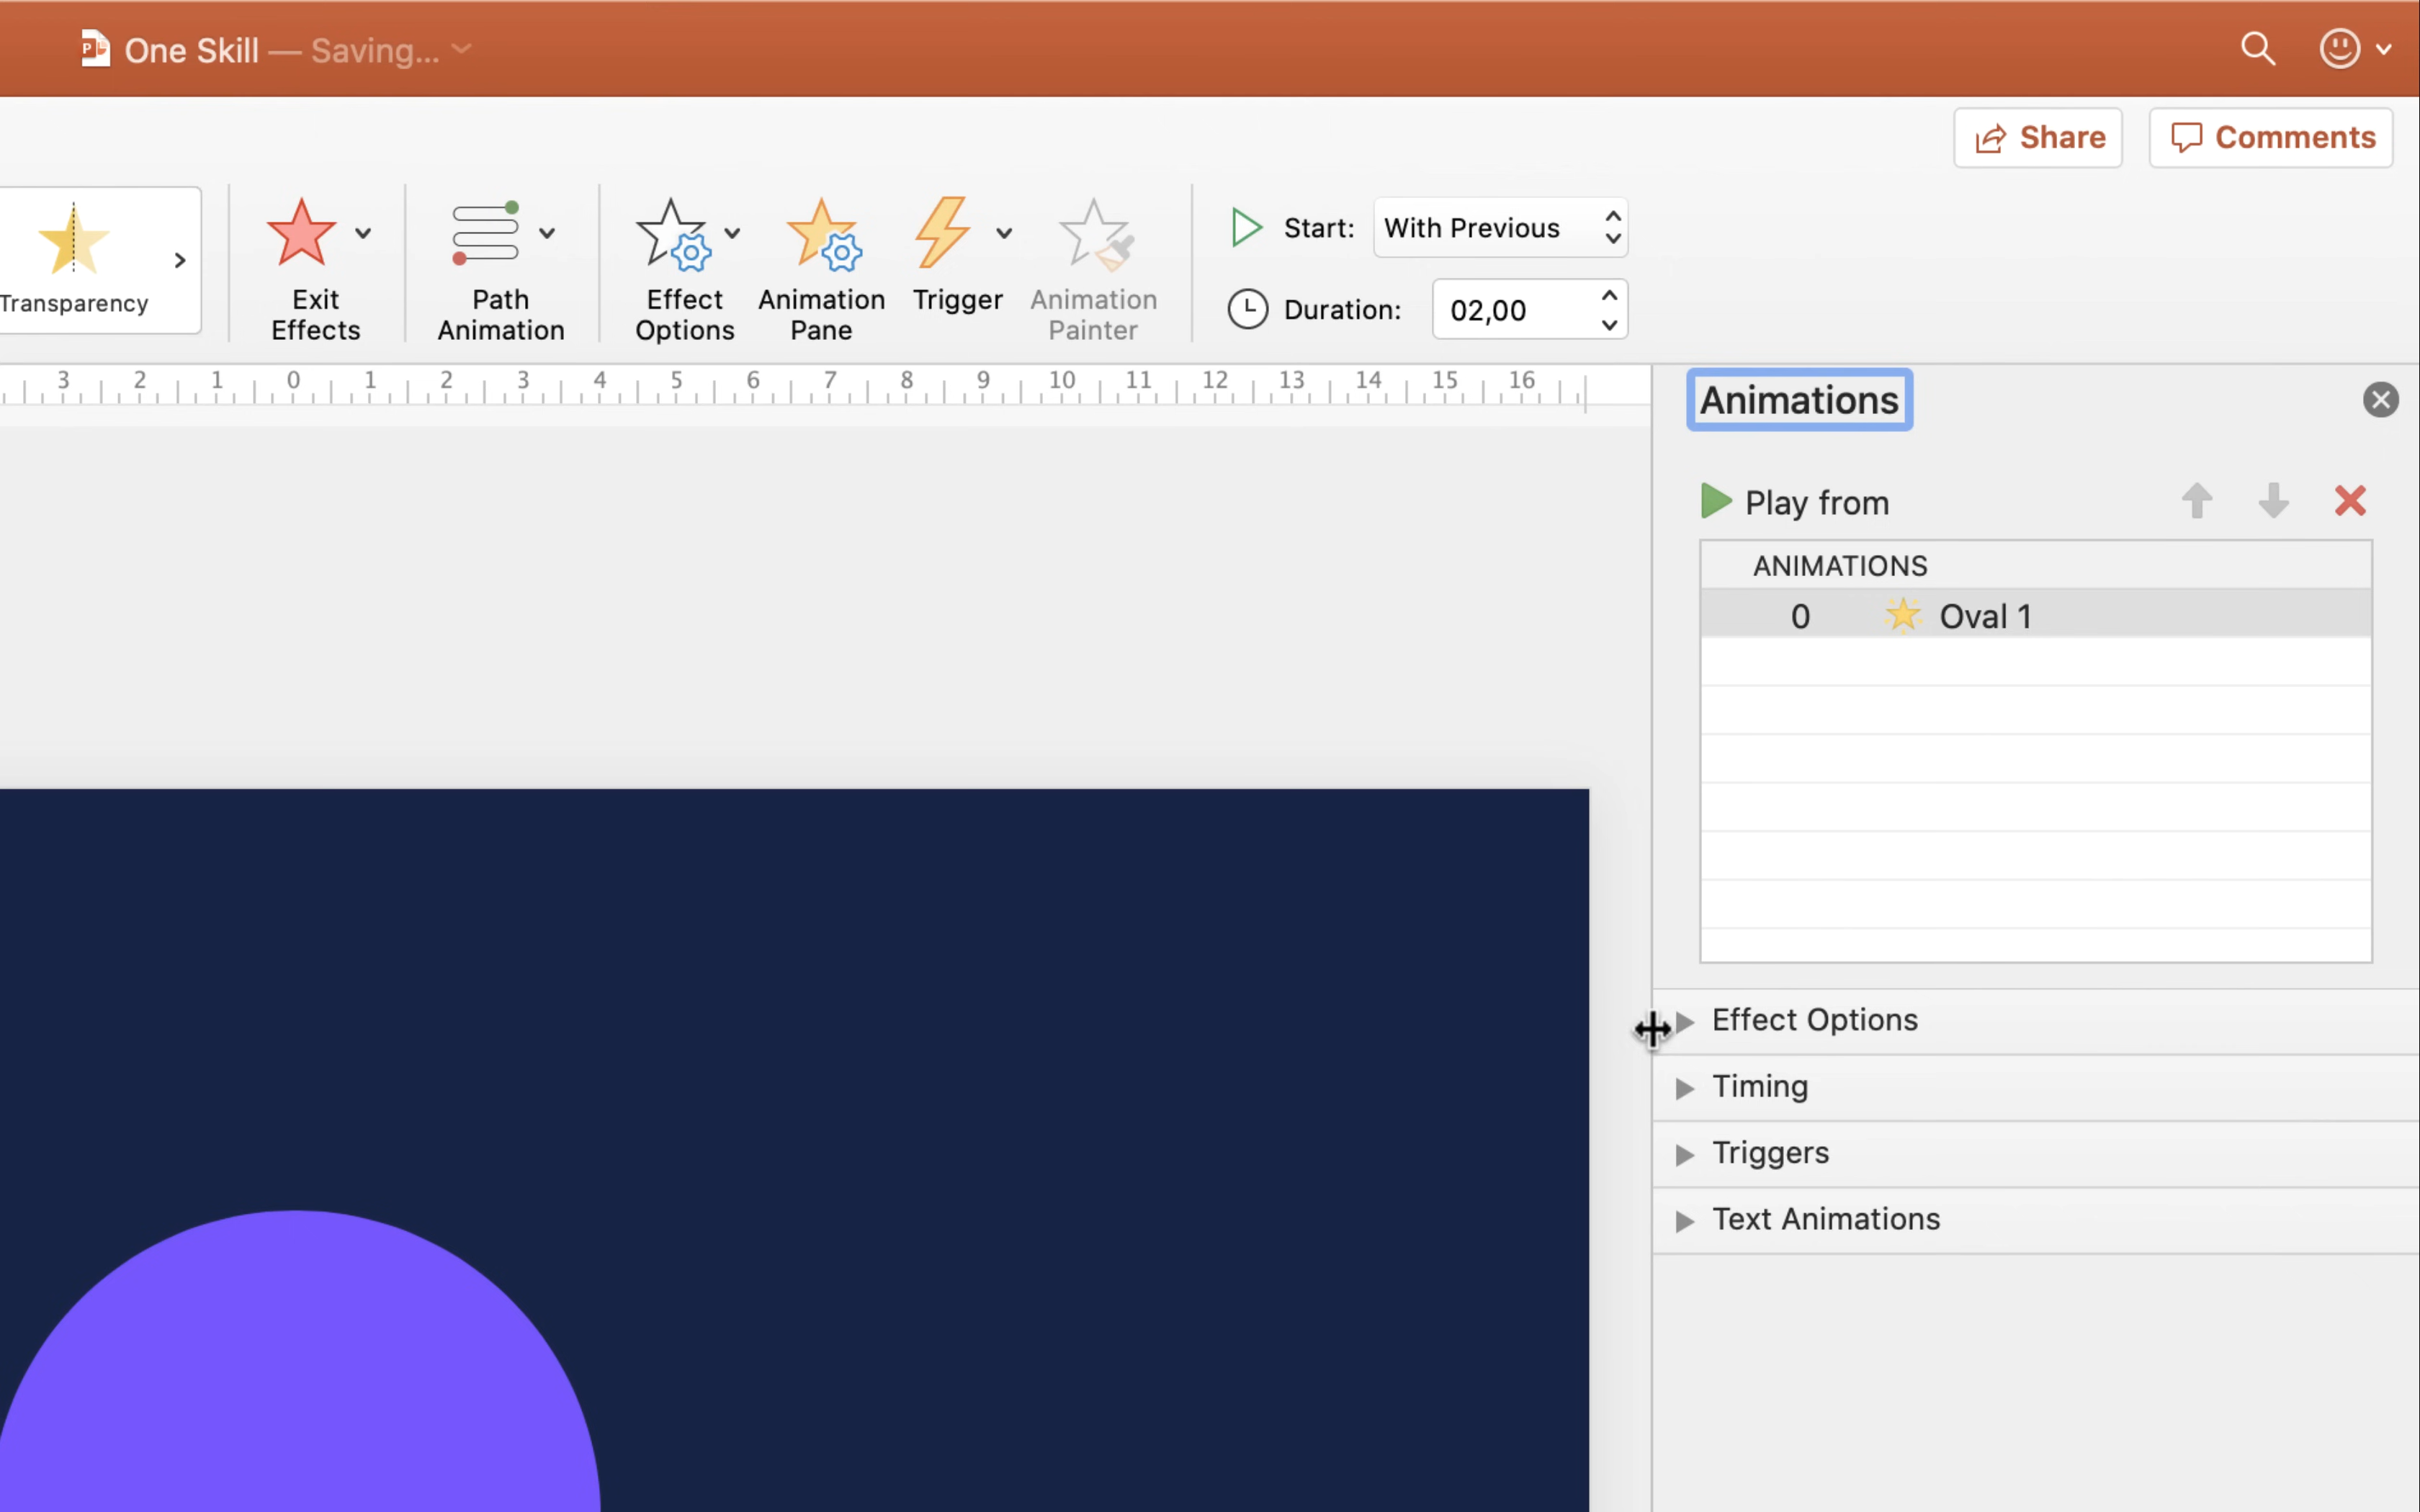 One Skill — Saving...
Share
Comments
Transparency
Exit
Effects
Path
Animation
Effect
Options
Animation
Pane
Trigger
Animation
Painter
Start: With Previous
Duration: 02,00
3 2 1 0 1 2 3 4 5 6 7 8 9 10 11 12 13 14 15 16
Animations
Play from
ANIMATIONS
0 Oval 1
Effect Options
Timing
Triggers
Text Animations